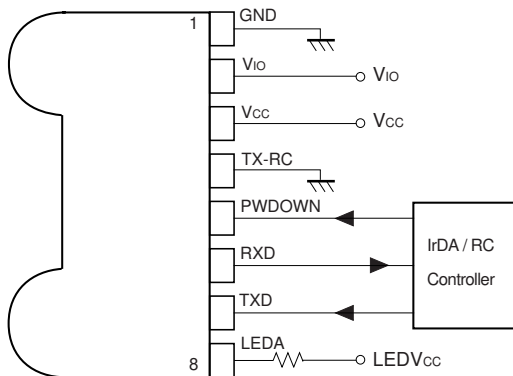 1 GND
VIO VIO
VCC VCC
TX-RC
PWDOWN
IrDA / RC
RXD
Controller
TXD
8 LEDA LEDVCC